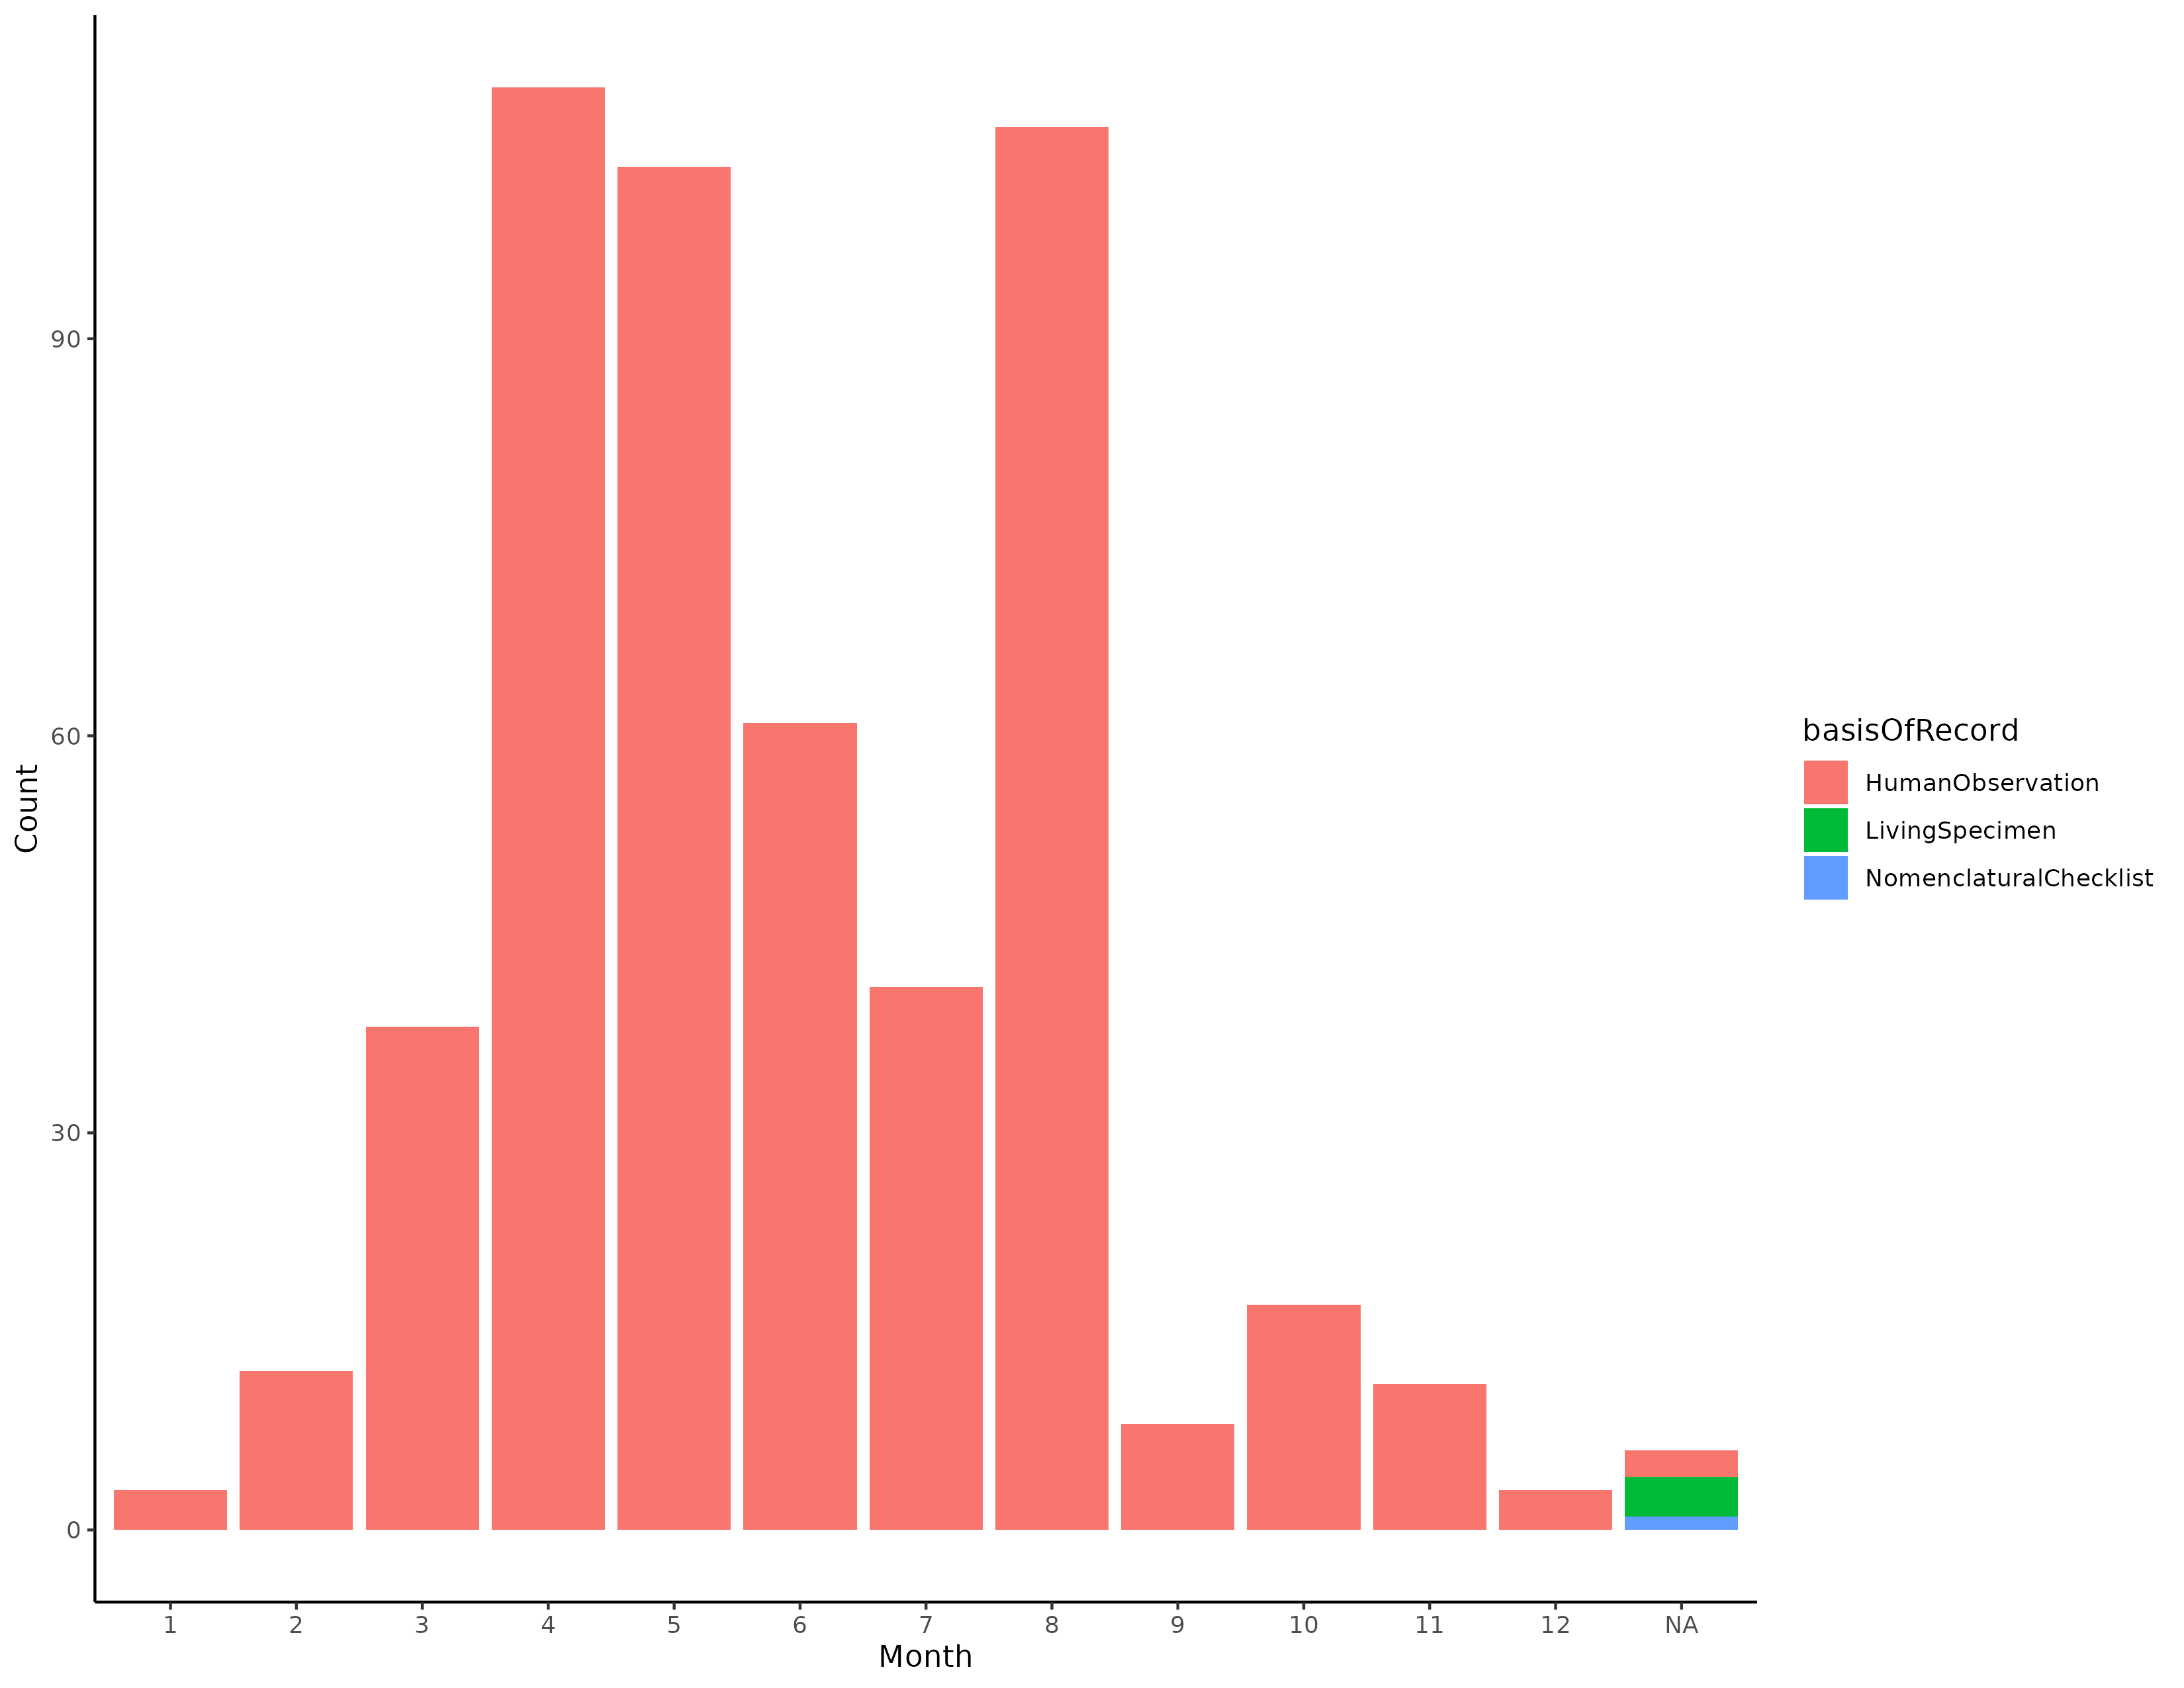 90
60
30
0
Count
1 2 3 4 5 6 7 8 9 10 11 12 NA
Month
basisOfRecord
HumanObservation
LivingSpecimen
NomenclaturalChecklist